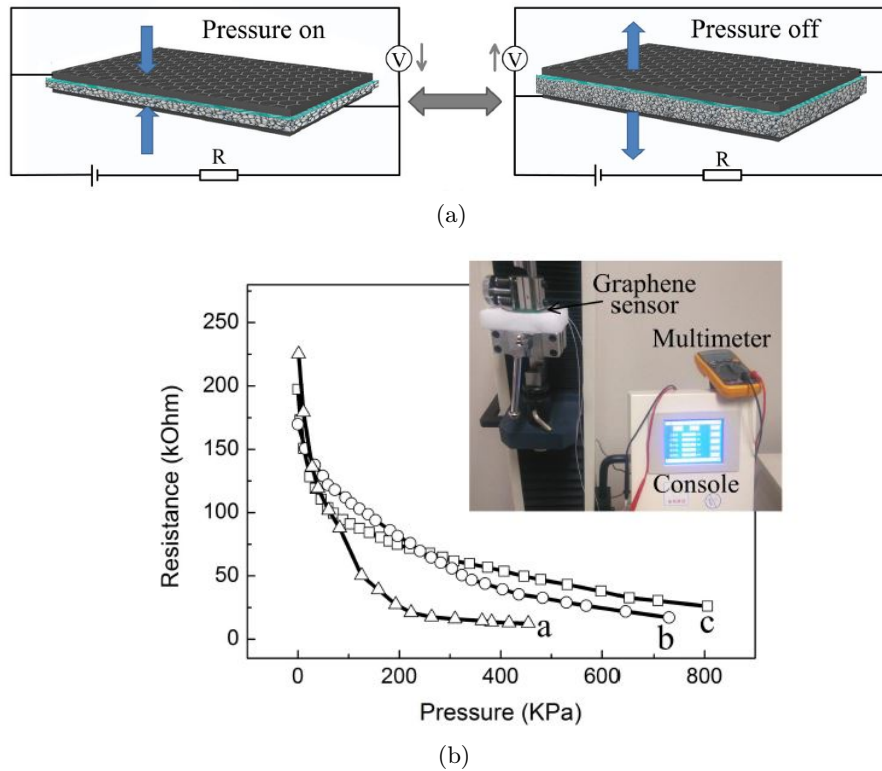 Pressure on
V
R
Pressure off
V
R
(a)
Graphene
sensor
Multimeter
Console
250
200
150
100
50
0
Resistance (kOhm)
a
b
c
0
200
400
600
800
Pressure (KPa)
(b)